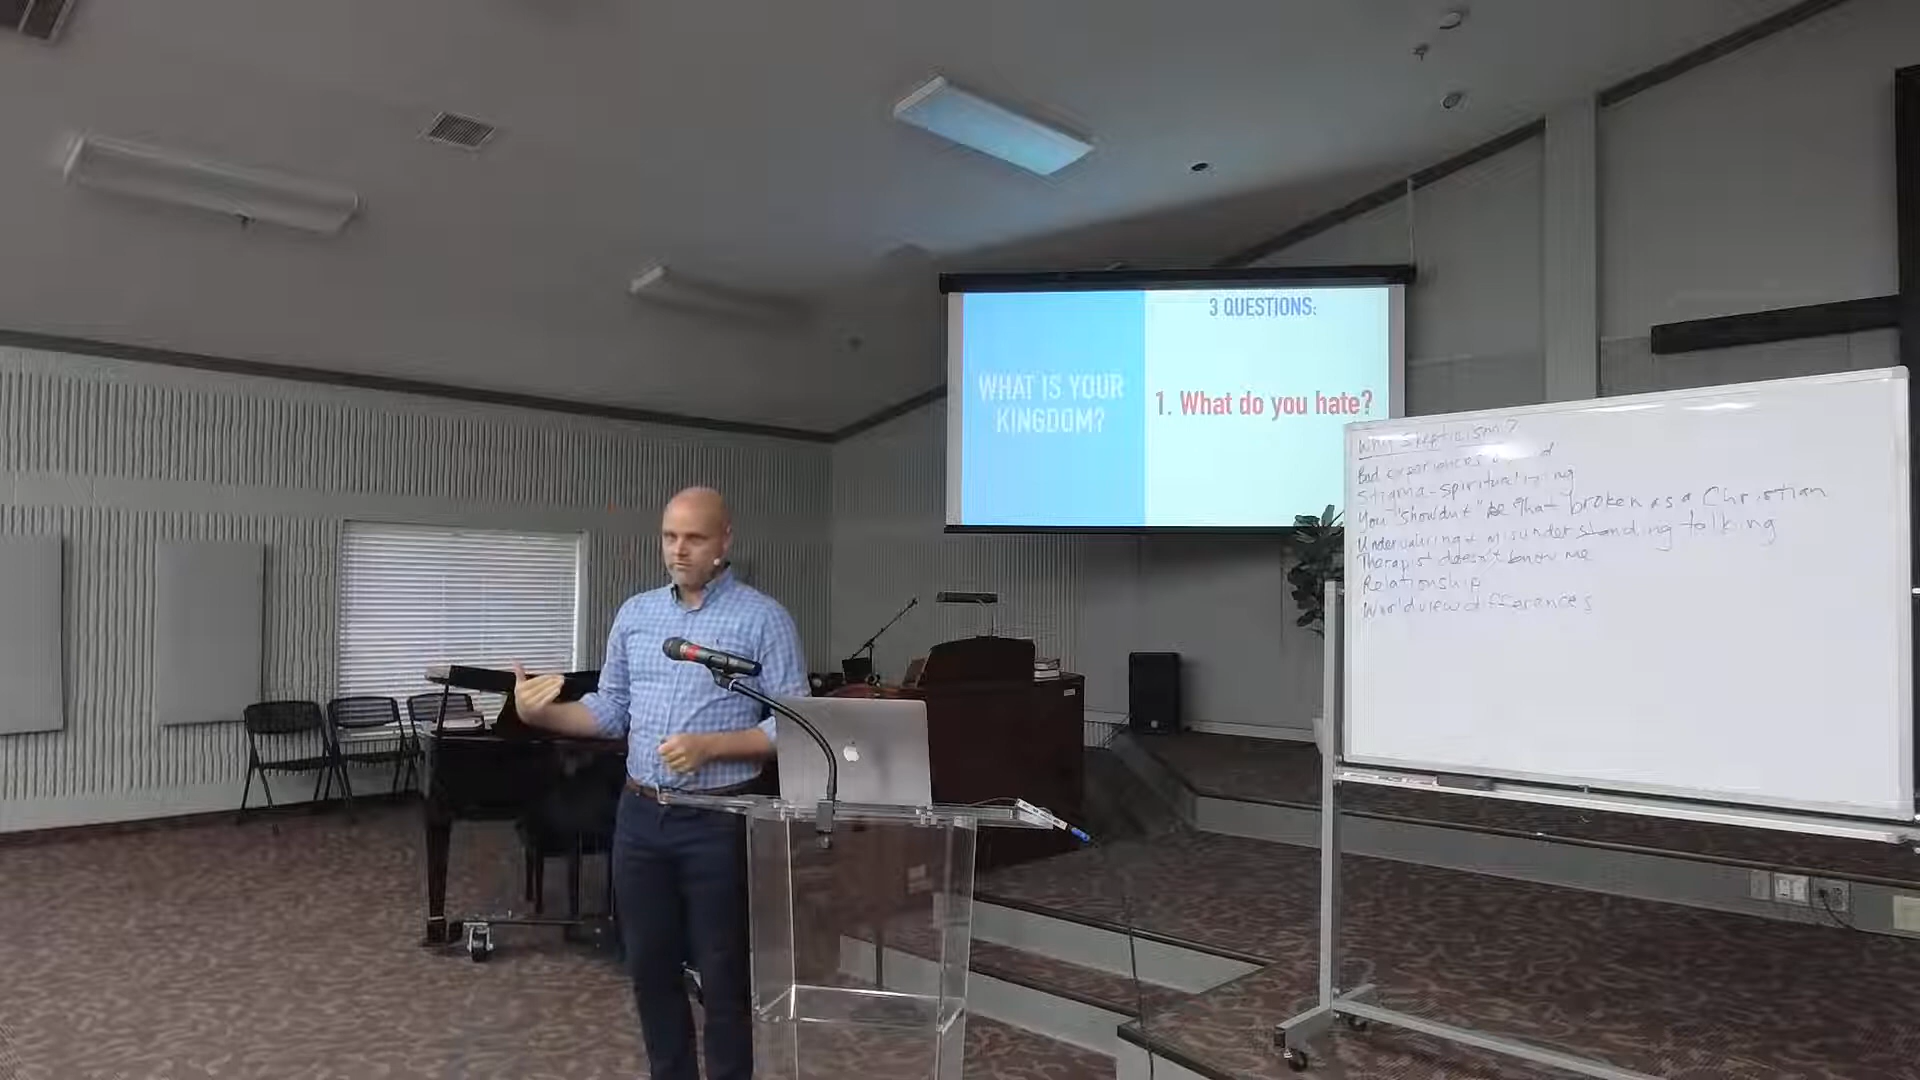 3 QUESTIONS:
WHAT IS YOUR
KINGDOM?
1. What do you hate?
Why Skepticism?
Bad experiences
Stigma - spiritualizing
You "shouldn't" be that broken as a Christian
Undervaluing + misunderstanding talking
Therapist doesn't know me
Relationship
Worldview differences